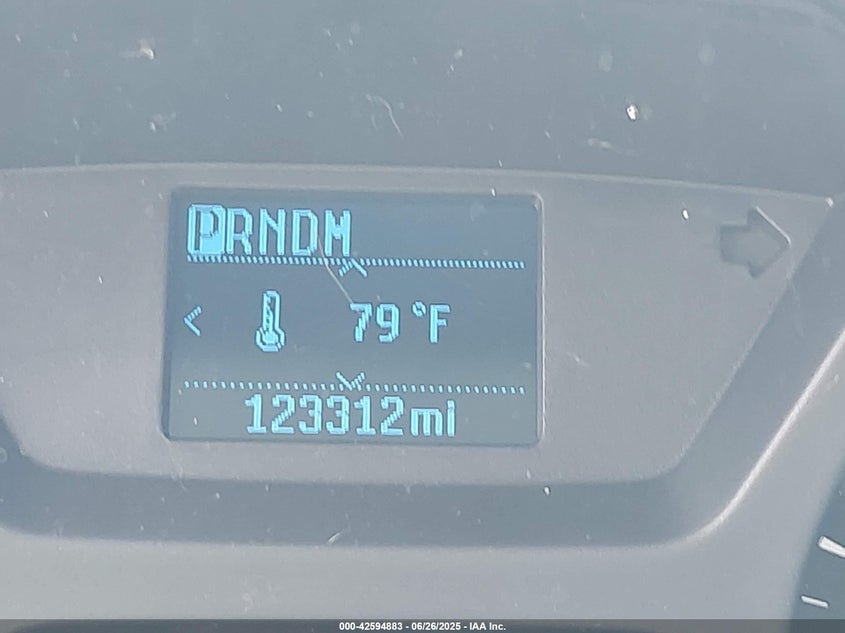 PRNDM
< 79 °F
123312mi
000-42594883 - 06/26/2025 - IAA Inc.